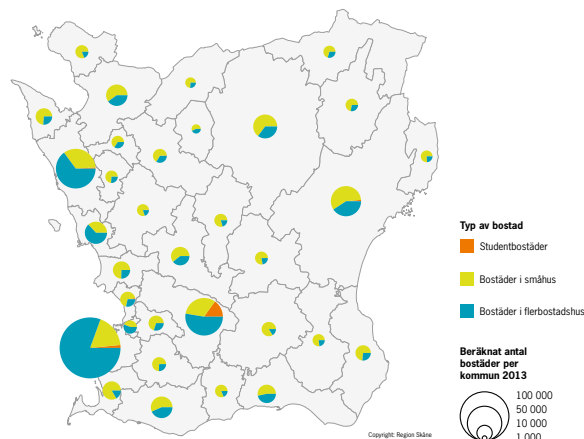 Typ av bostad
Studentbostäder
Bostäder i småhus
Bostäder i flerbostadshus
Beräknat antal
bostäder per
kommun 2013
100 000
50 000
10 000
1 000
Copyright: Region Skåne